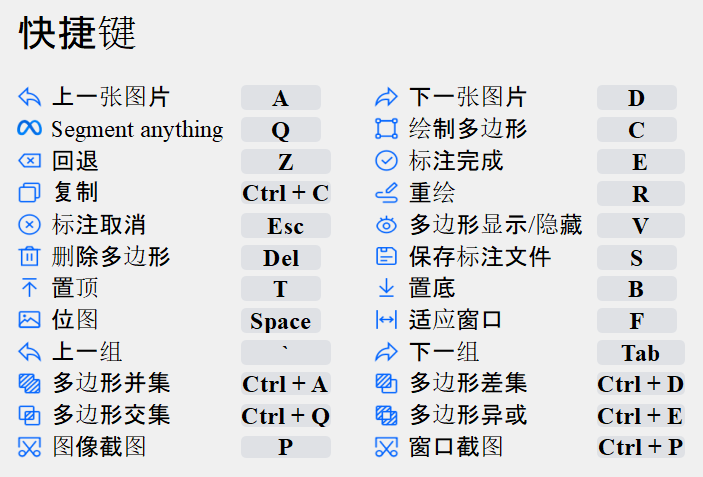 快捷键
上一张图片 A 下一张图片 D
Segment anything Q 绘制多边形 C
回退 Z 标注完成 E
复制 Ctrl + C 重绘 R
标注取消 Esc 多边形显示/隐藏 V
删除多边形 Del 保存标注文件 S
置顶 T 置底 B
位图 Space 适应窗口 F
上一组 ` 下一组 Tab
多边形并集 Ctrl + A 多边形差集 Ctrl + D
多边形交集 Ctrl + Q 多边形异或 Ctrl + E
图像截图 P 窗口截图 Ctrl + P